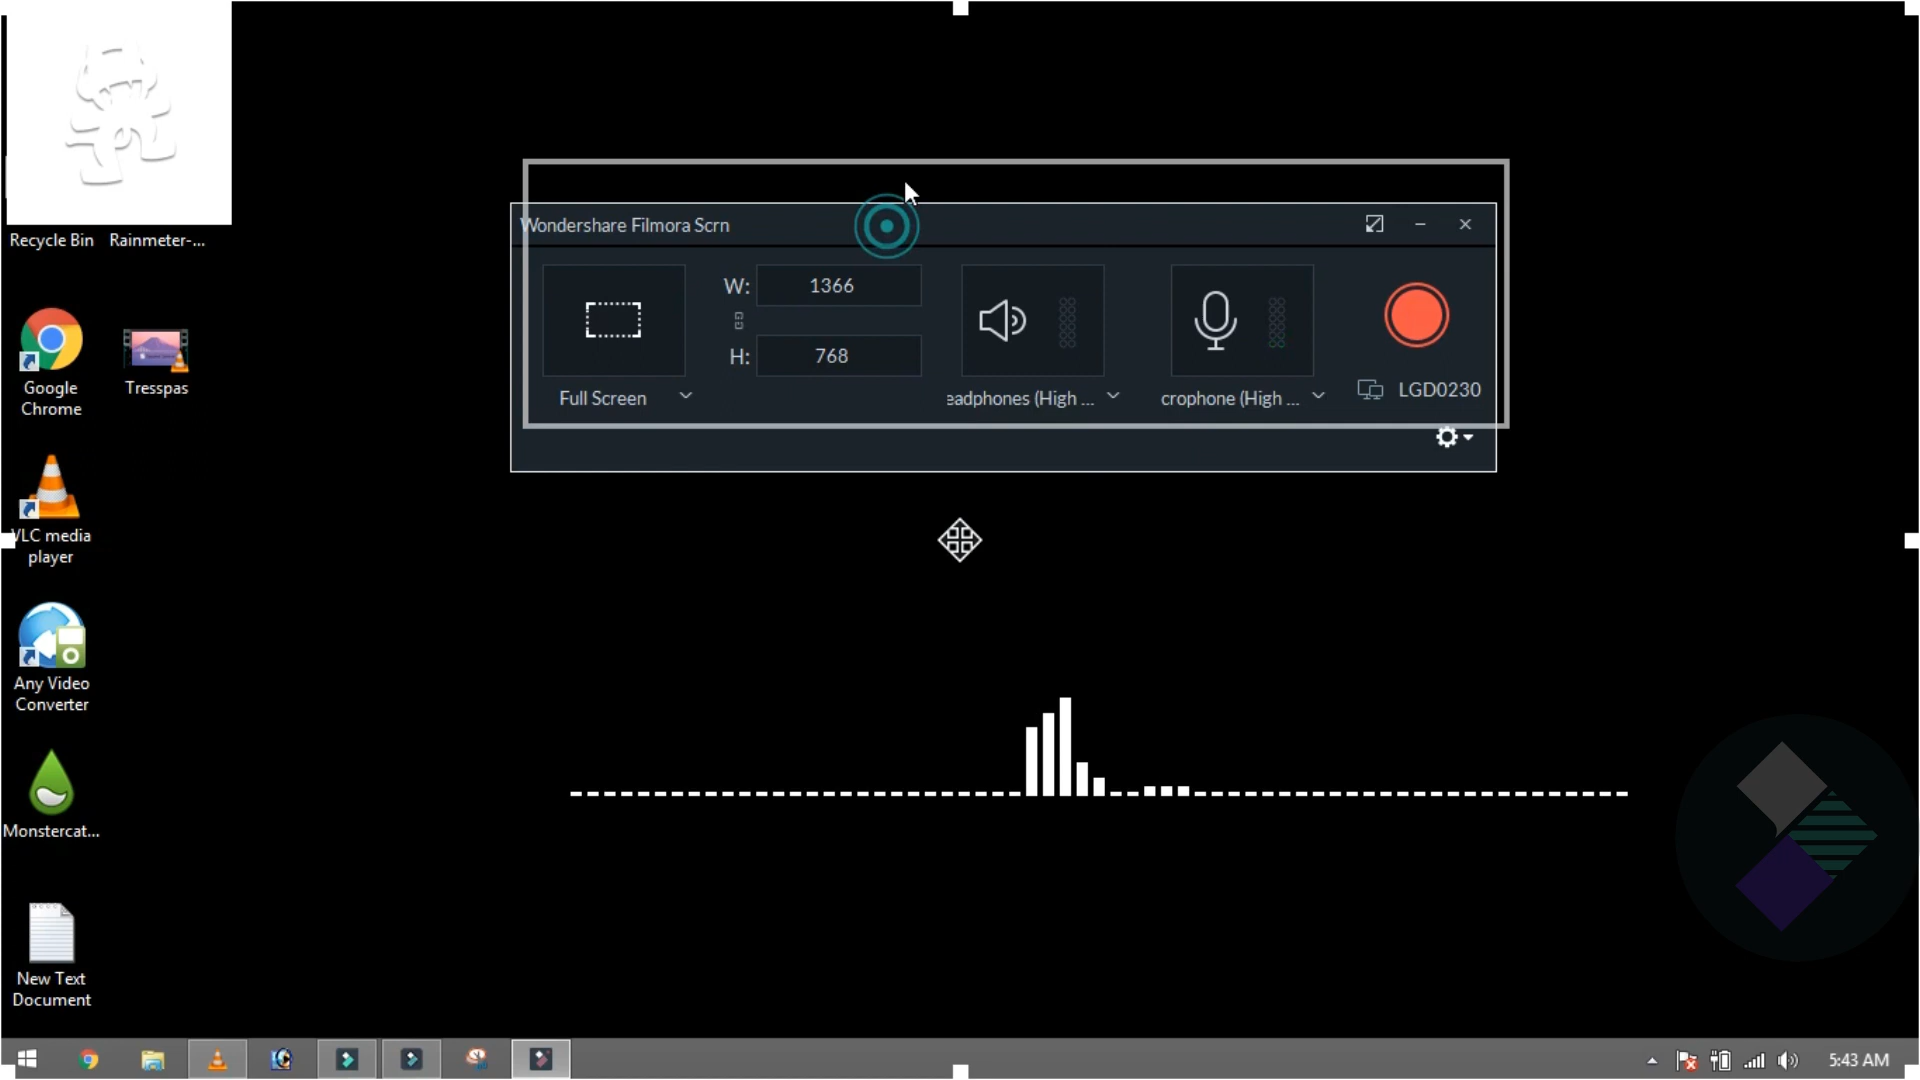 Recycle Bin
Rainmeter-...
Google
Chrome
Tresspas
VLC media
player
Any Video
Converter
Monstercat...
New Text
Document
Wondershare Filmora Scrn
W:
1366
H:
768
Full Screen
eadphones (High ...
crophone (High ...
LGD0230
5:43 AM